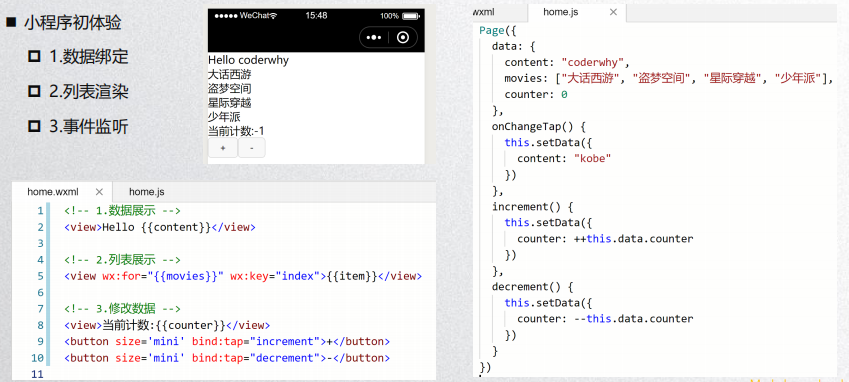 小程序初体验
1.数据绑定
2.列表渲染
3.事件监听
WeChat 15:48 100%
Hello coderwhy
大话西游
盗梦空间
星际穿越
少年派
当前计数:-1
+ -
home.wxml × home.js
1 <!-- 1.数据展示 -->
2 <view>Hello {{content}}</view>
3
4 <!-- 2.列表展示 -->
5 <view wx:for="{{movies}}" wx:key="index">{{item}}</view>
6
7 <!-- 3.修改数据 -->
8 <view>当前计数:{{counter}}</view>
9 <button size='mini' bind:tap="increment">+</button>
10 <button size='mini' bind:tap="decrement">-</button>
11
wxml home.js ×
Page({
data: {
content: "coderwhy",
movies: ["大话西游", "盗梦空间", "星际穿越", "少年派"],
counter: 0
},
onChangeTap() {
this.setData({
content: "kobe"
})
},
increment() {
this.setData({
counter: ++this.data.counter
})
},
decrement() {
this.setData({
counter: --this.data.counter
})
}
})